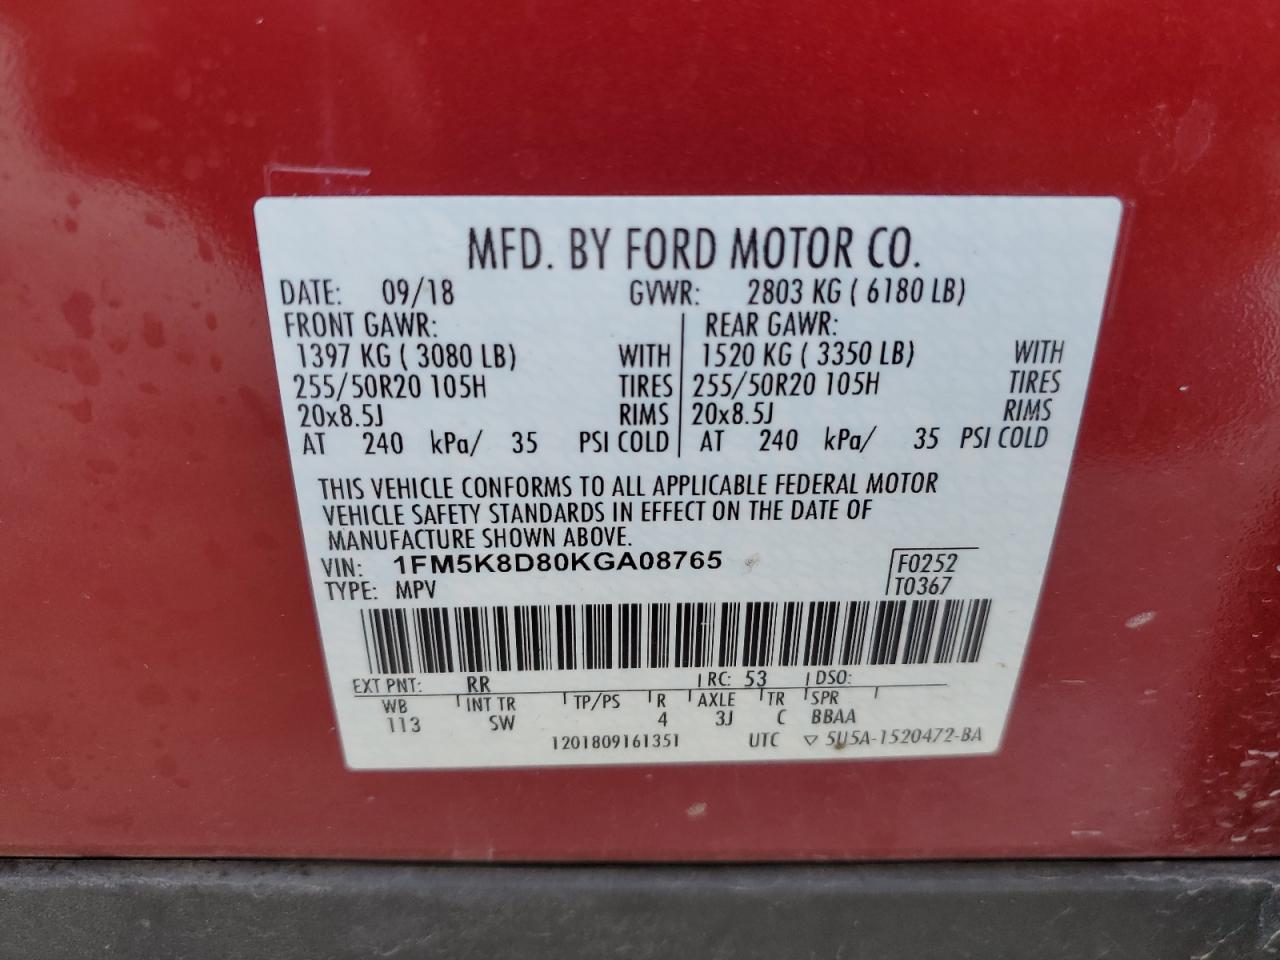 MFD. BY FORD MOTOR CO.
DATE: 09/18 GVWR: 2803 KG ( 6180 LB)
FRONT GAWR: REAR GAWR:
1397 KG ( 3080 LB) WITH 1520 KG ( 3350 LB) WITH
255/50R20 105H TIRES 255/50R20 105H TIRES
20x8.5J RIMS 20x8.5J RIMS
AT 240 kPa/ 35 PSI COLD AT 240 kPa/ 35 PSI COLD
THIS VEHICLE CONFORMS TO ALL APPLICABLE FEDERAL MOTOR
VEHICLE SAFETY STANDARDS IN EFFECT ON THE DATE OF
MANUFACTURE SHOWN ABOVE.
VIN: 1FM5K8D80KGA08765 F0252
TYPE: MPV T0367
EXT PNT: RR RC: 53 DSO:
WB INT TR TP/PS R AXLE TR SPR
113 SW 4 3J C BBAA
1201809161351 UTC ▽ 5U5A-1520472-BA